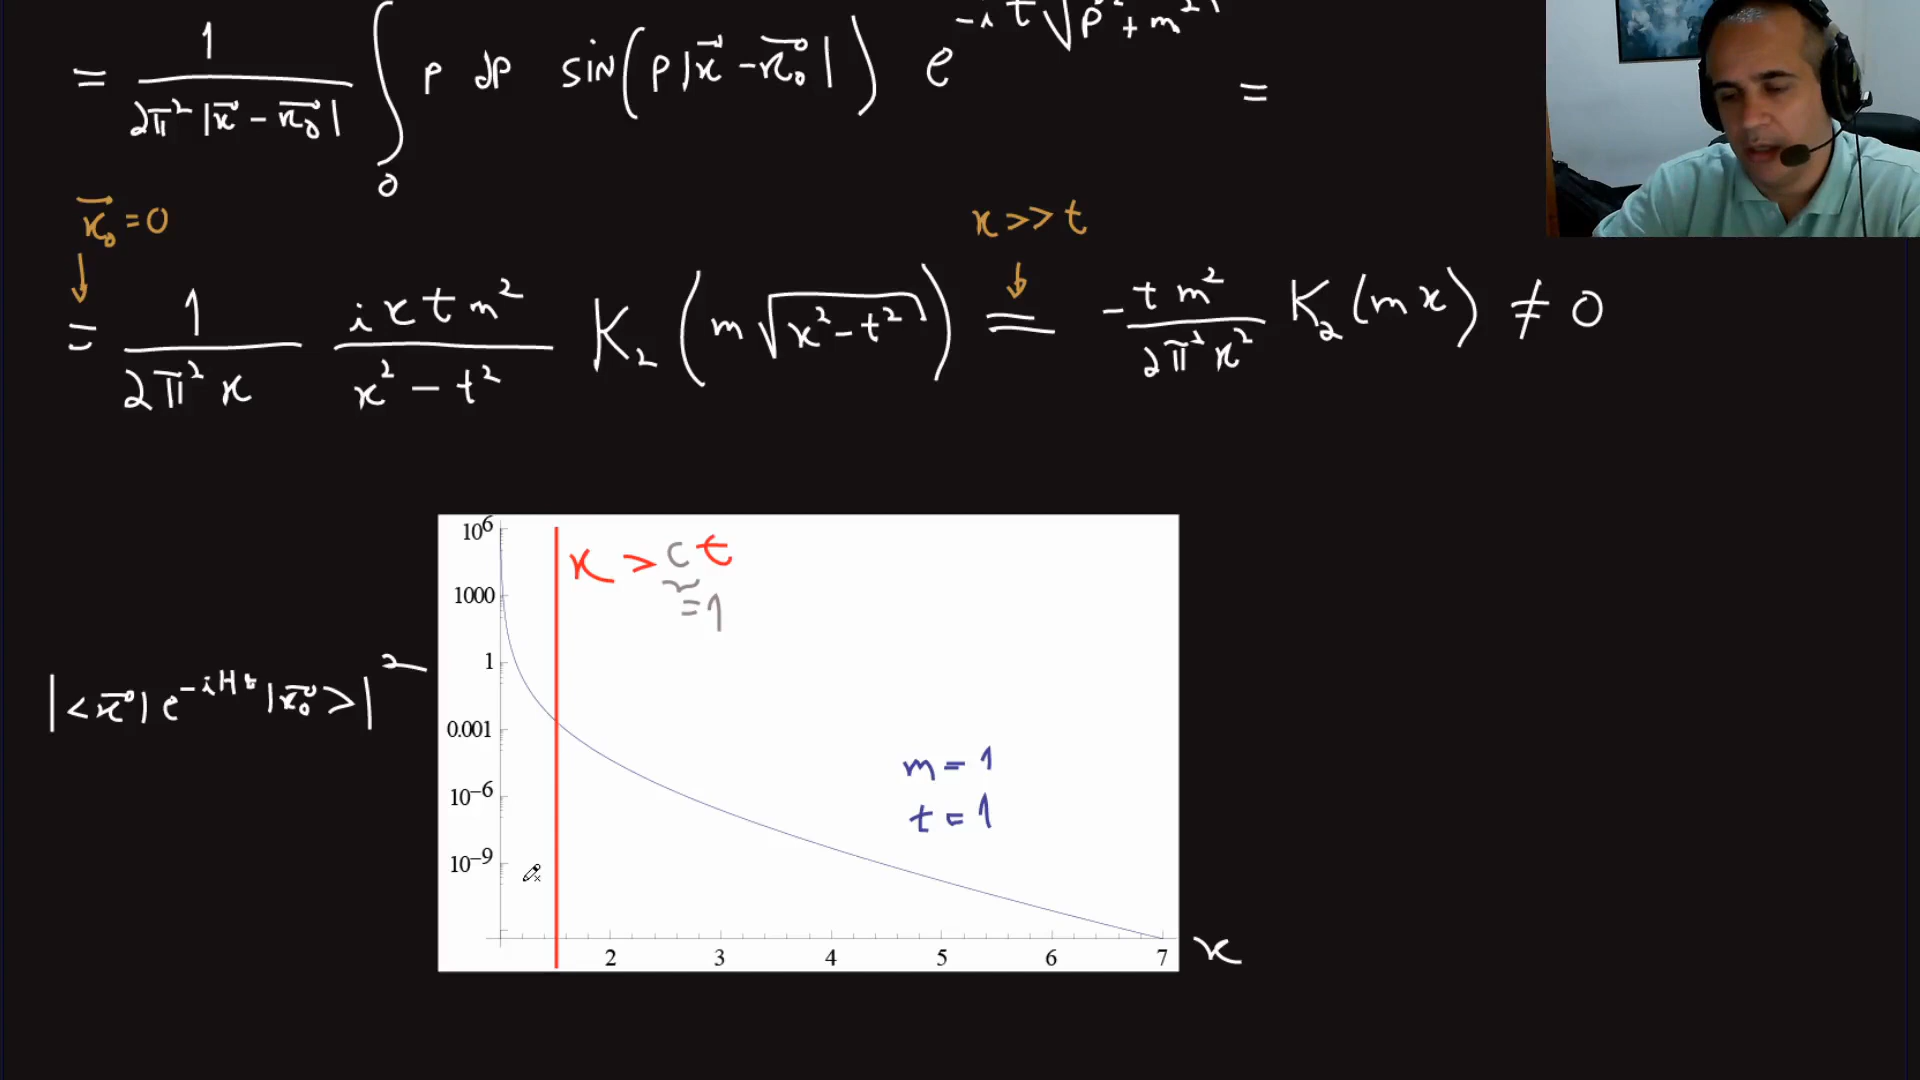 = 1 / (2π² |x⃗ - x⃗₀|) ∫₀ p dp sin(p|x⃗ - x⃗₀|) e^(-it√(p²+m²)) =
x⃗₀ = 0
x >> t
= 1 / (2π² x) i x t m² / (x² - t²) K₂(m√(x² - t²)) = -t m² / (2π² x²) K₂(m x) ≠ 0
10⁶
x > c t
1000
= 1
1
|<x⃗| e^(-iHt) |x⃗₀>|²
0.001
m = 1
10⁻⁶
t = 1
10⁻⁹
2 3 4 5 6 7 x